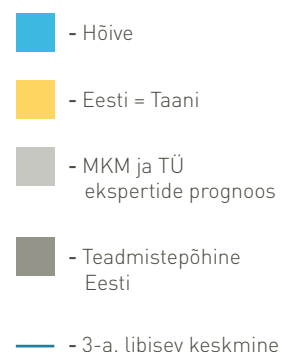 - Hõive
- Eesti = Taani
- MKM ja TÜ
ekspertide prognoos
- Teadmistepõhine
Eesti
- 3-a. libisev keskmine